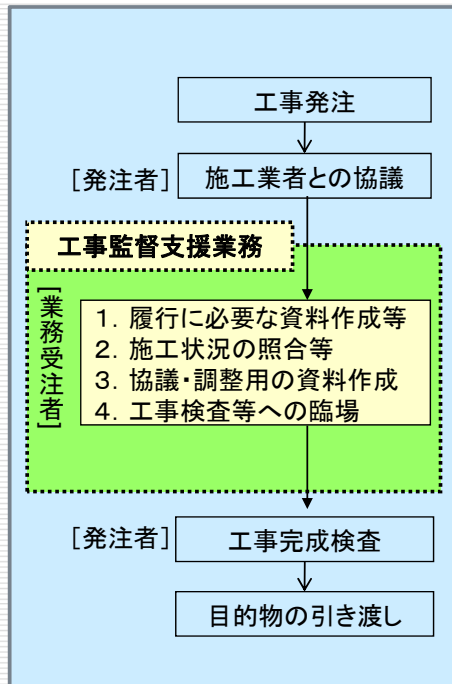 工事発注
[発注者] 施工業者との協議
工事監督支援業務
[業務受注者]
1. 履行に必要な資料作成等
2. 施工状況の照合等
3. 協議・調整用の資料作成
4. 工事検査等への臨場
[発注者] 工事完成検査
目的物の引き渡し